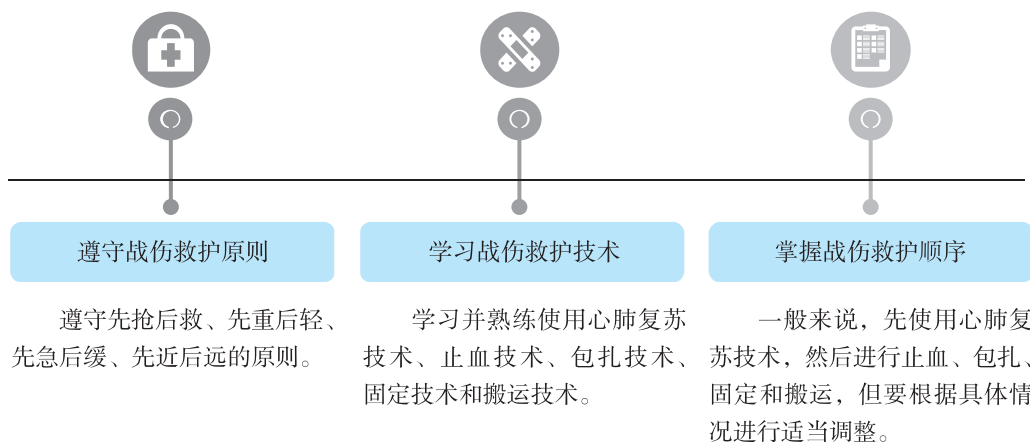 遵守战伤救护原则
遵守先抢后救、先重后轻、
先急后缓、先近后远的原则。
学习战伤救护技术
学习并熟练使用心肺复苏
技术、止血技术、包扎技术、
固定技术和搬运技术。
掌握战伤救护顺序
一般来说，先使用心肺复
苏技术，然后进行止血、包扎、
固定和搬运，但要根据具体情
况进行适当调整。